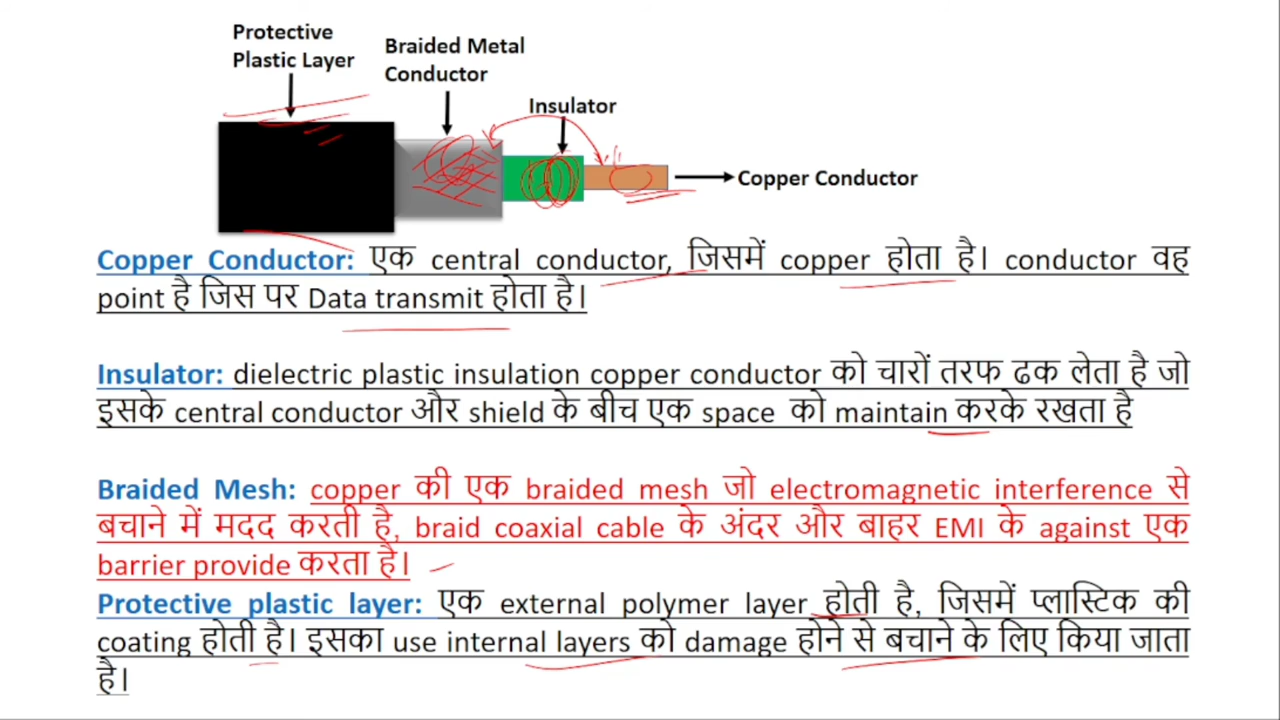 Protective
Plastic Layer
Braided Metal
Conductor
Insulator
Copper Conductor
Copper Conductor: एक central conductor, जिसमें copper होता है। conductor वह
point है जिस पर Data transmit होता है।
Insulator: dielectric plastic insulation copper conductor को चारों तरफ ढक लेता है जो
इसके central conductor और shield के बीच एक space को maintain करके रखता है
Braided Mesh: copper की एक braided mesh जो electromagnetic interference से
बचाने में मदद करती है, braid coaxial cable के अंदर और बाहर EMI के against एक
barrier provide करता है।
Protective plastic layer: एक external polymer layer होती है, जिसमें प्लास्टिक की
coating होती है। इसका use internal layers को damage होने से बचाने के लिए किया जाता
है।